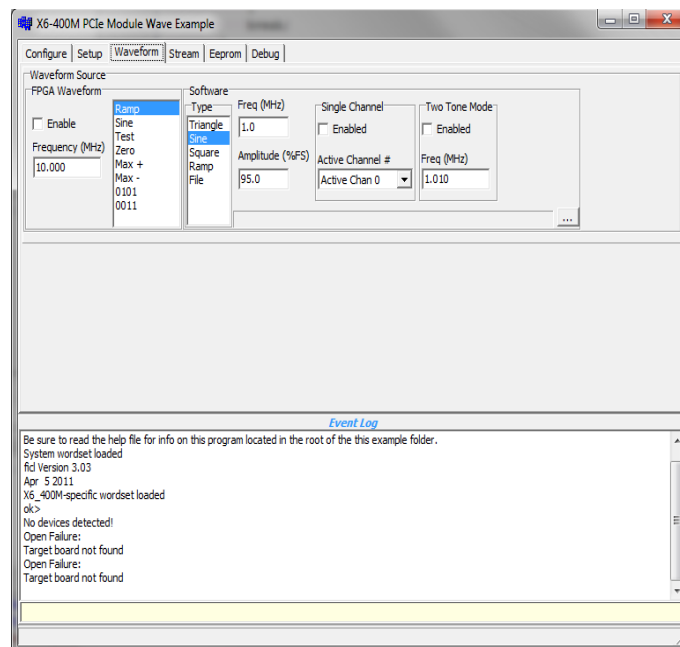 X6-400M PCIe Module Wave Example
Configure Setup Waveform Stream Eeprom Debug
Waveform Source
FPGA Waveform
Enable
Frequency (MHz)
10.000
Ramp
Sine
Test
Zero
Max +
Max -
0101
0011
Software
Type
Triangle
Sine
Square
Ramp
File
Freq (MHz)
1.0
Amplitude (%FS)
95.0
Single Channel
Enabled
Active Channel #
Active Chan 0
Two Tone Mode
Enabled
Freq (MHz)
1.010
...
Event Log
Be sure to read the help file for info on this program located in the root of the this example folder.
System wordset loaded
ficl Version 3.03
Apr 5 2011
X6_400M-specific wordset loaded
ok>
No devices detected!
Open Failure:
Target board not found
Open Failure:
Target board not found